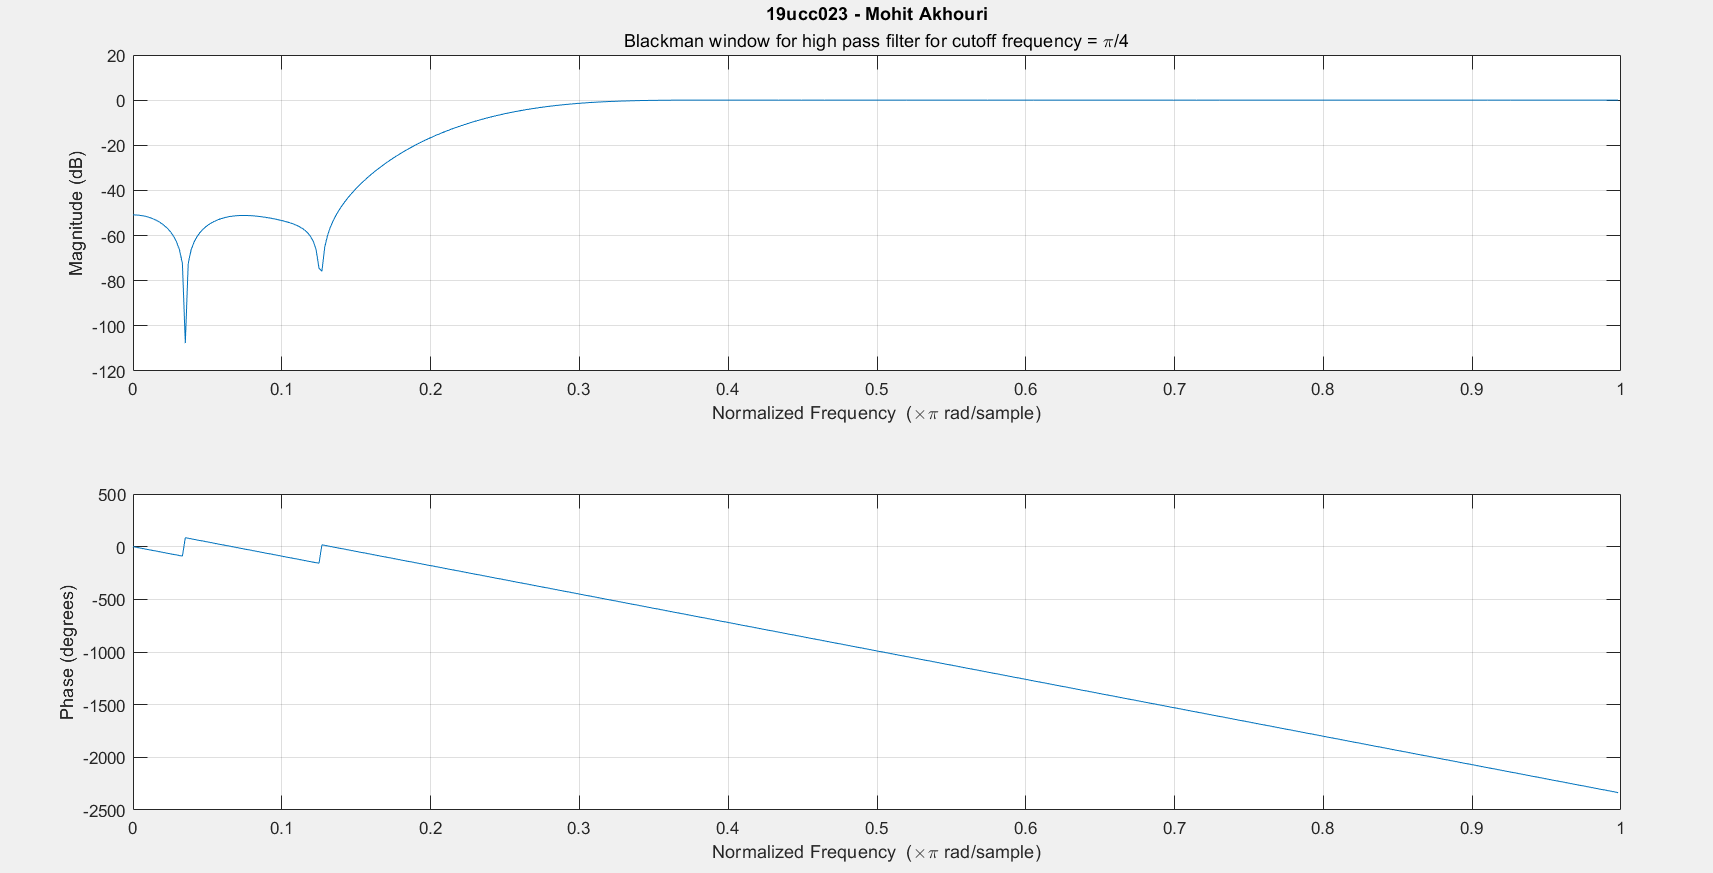 19ucc023 - Mohit Akhouri
Blackman window for high pass filter for cutoff frequency = π/4
20
0
-20
-40
-60
-80
-100
-120
Magnitude (dB)
0 0.1 0.2 0.3 0.4 0.5 0.6 0.7 0.8 0.9 1
Normalized Frequency (×π rad/sample)
500
0
-500
-1000
-1500
-2000
-2500
Phase (degrees)
0 0.1 0.2 0.3 0.4 0.5 0.6 0.7 0.8 0.9 1
Normalized Frequency (×π rad/sample)